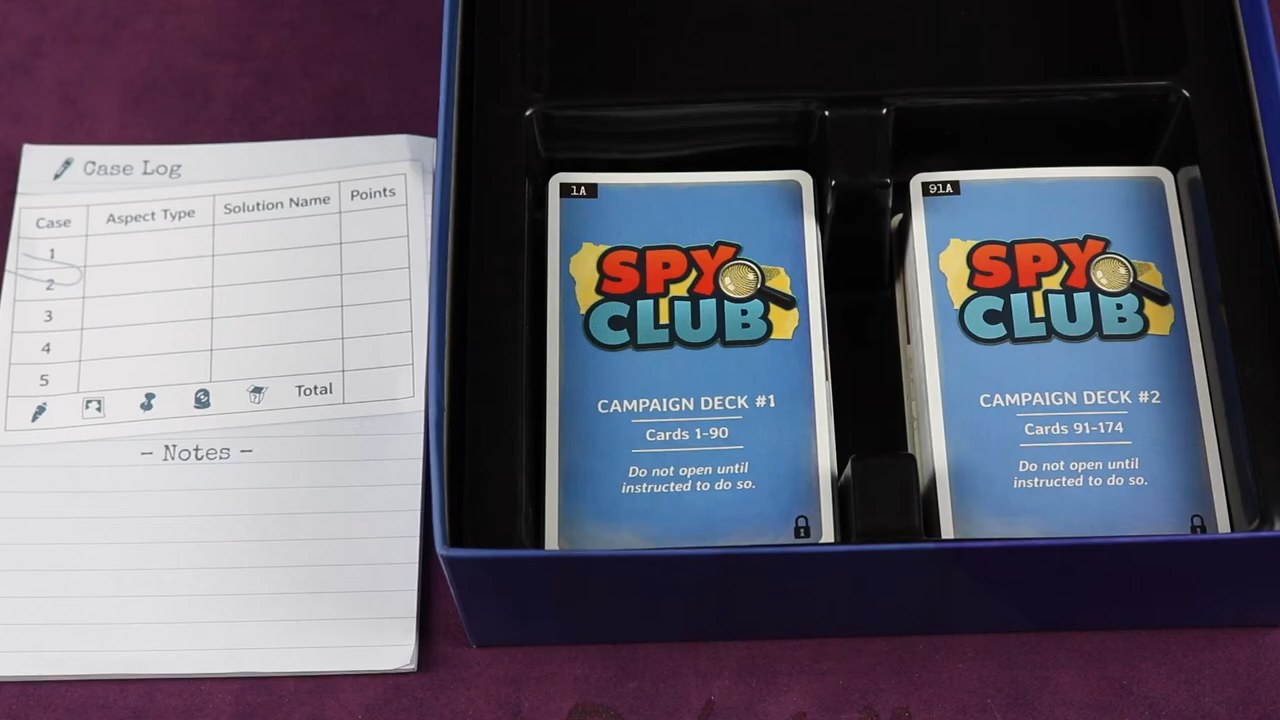 Case Log
Case Aspect Type Solution Name Points
1
2
3
4
5
Total
- Notes -
1A
SPY
CLUB
CAMPAIGN DECK #1
Cards 1-90
Do not open until
instructed to do so.
91A
SPY
CLUB
CAMPAIGN DECK #2
Cards 91-174
Do not open until
instructed to do so.